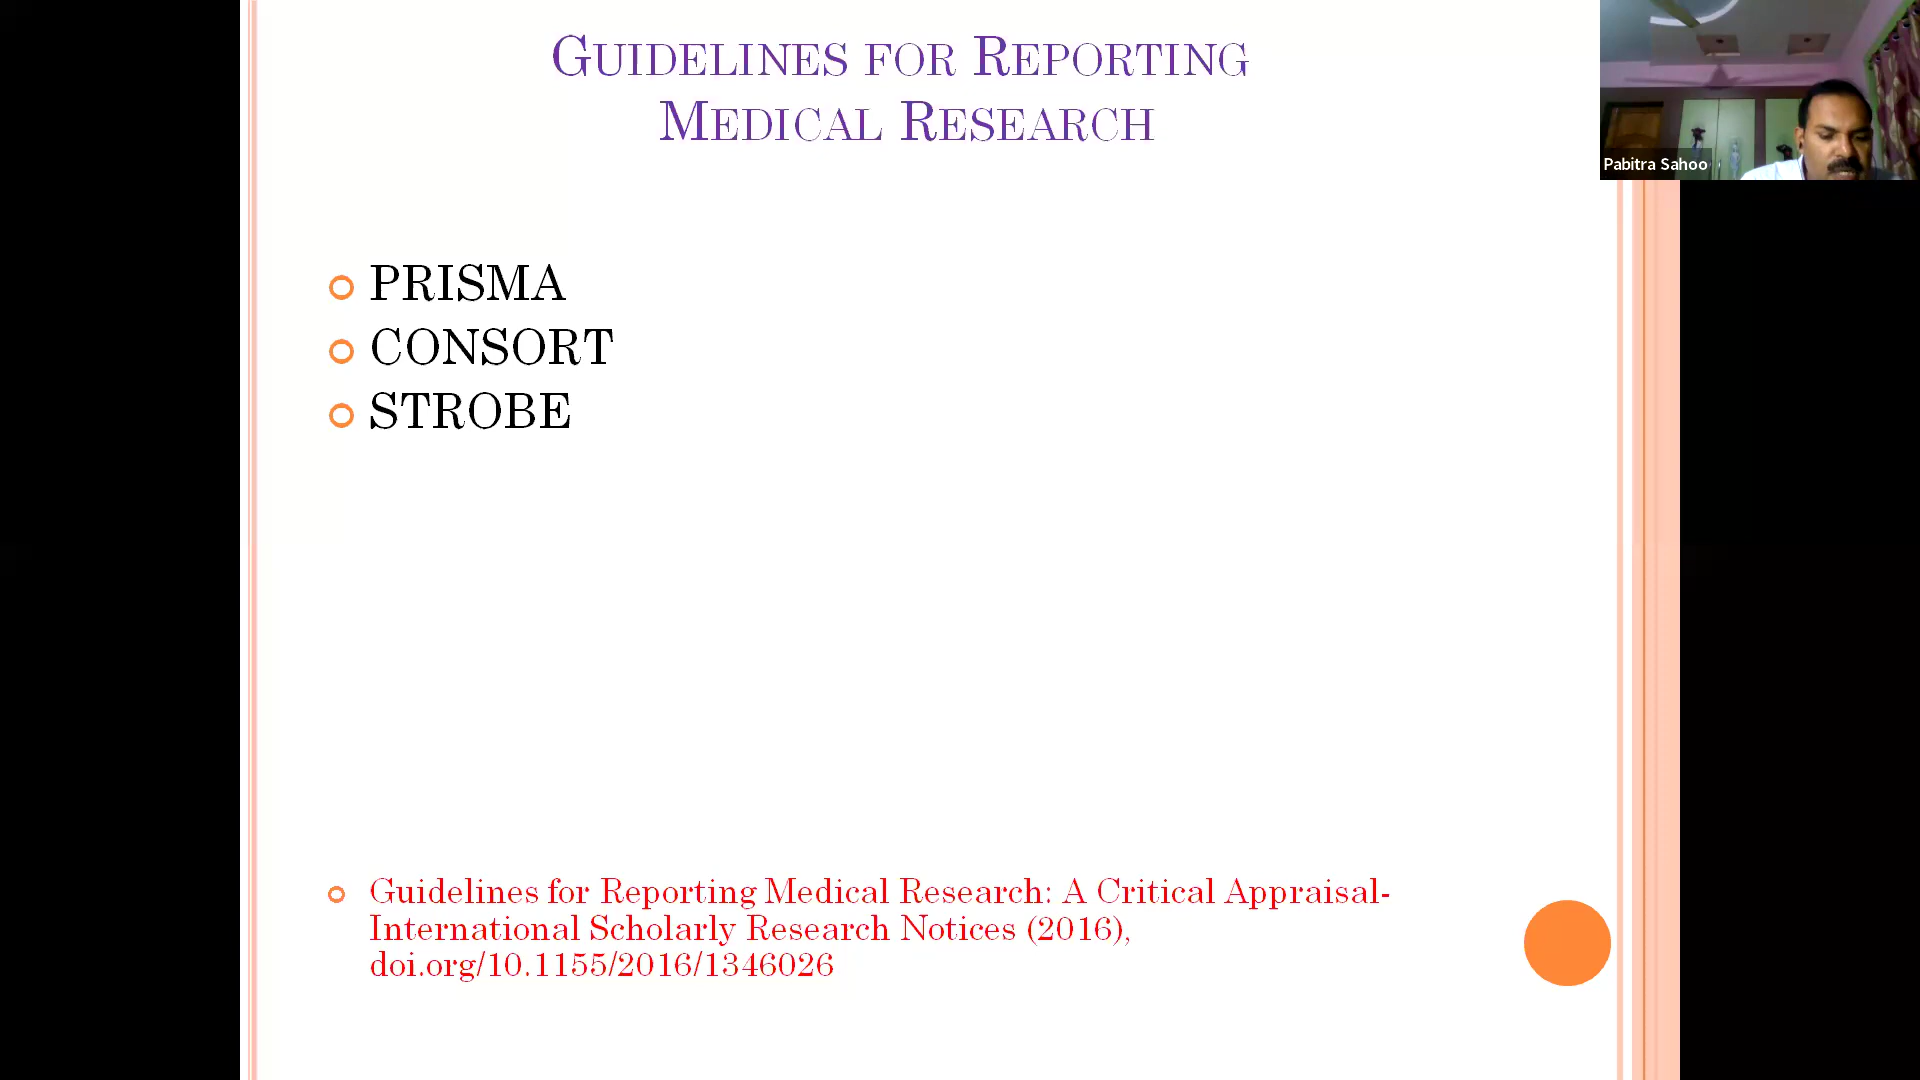 GUIDELINES FOR REPORTING
MEDICAL RESEARCH
Pabitra Sahoo
PRISMA
CONSORT
STROBE
Guidelines for Reporting Medical Research: A Critical Appraisal-
International Scholarly Research Notices (2016),
doi.org/10.1155/2016/1346026